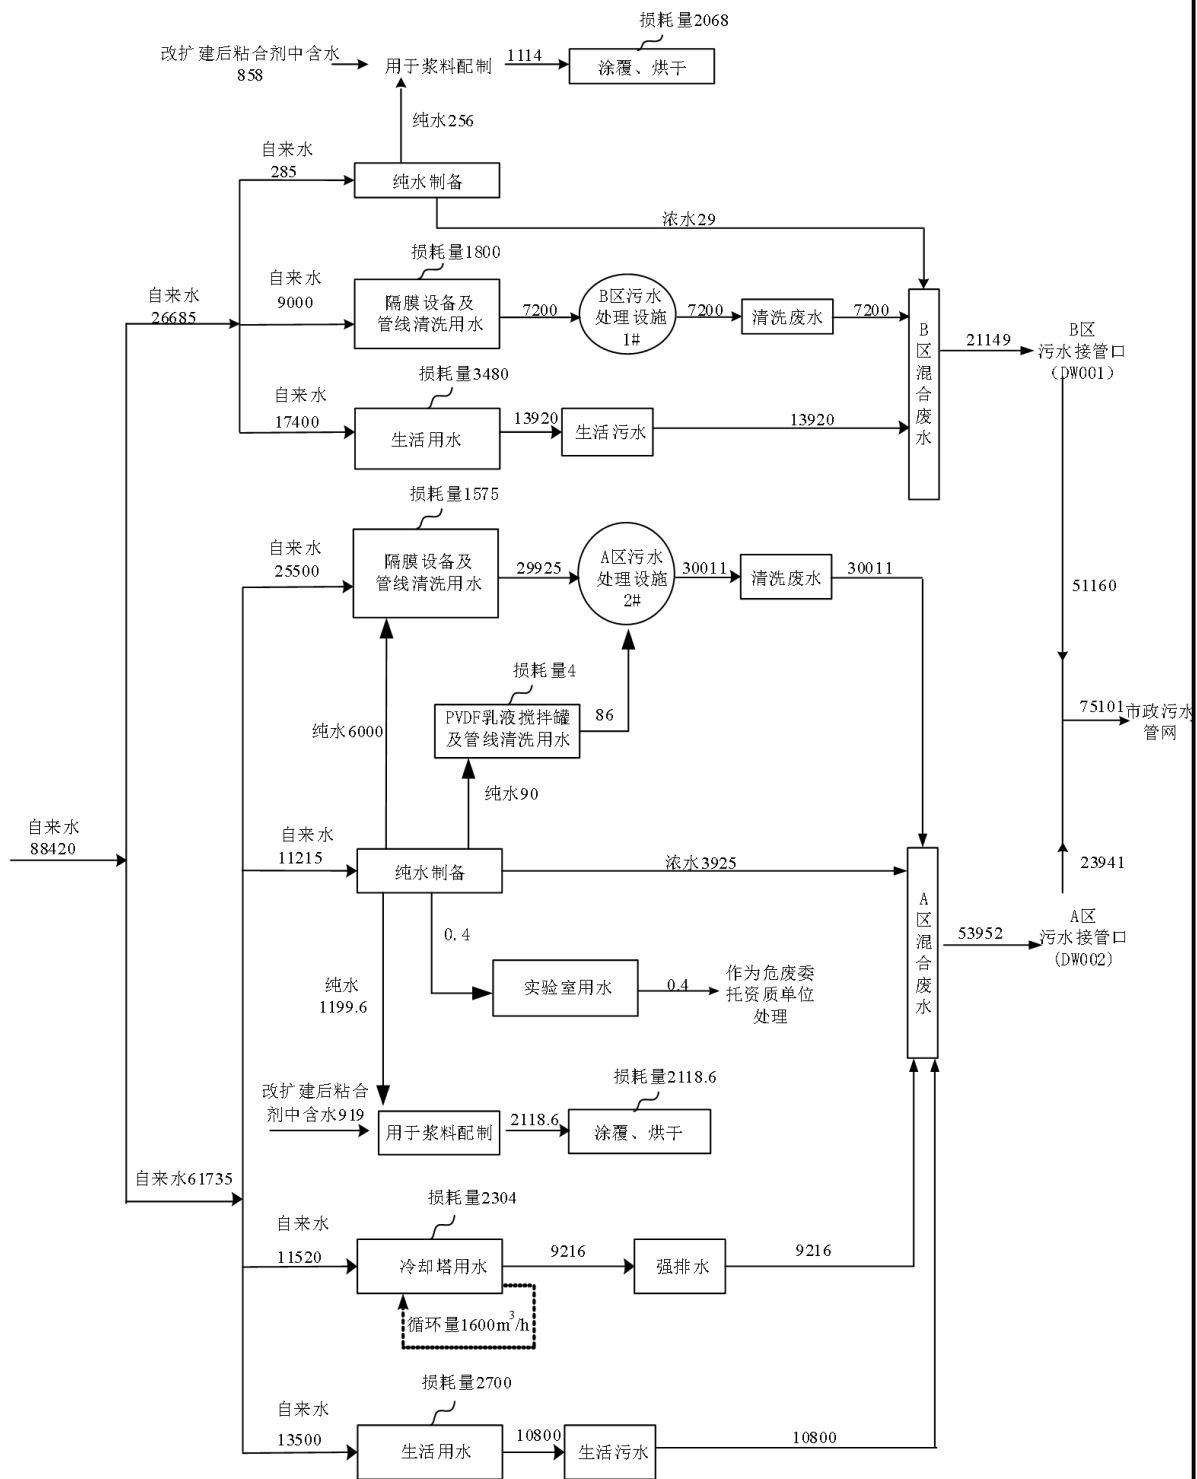 损耗量2068
改扩建后粘合剂中含水
858
用于浆料配制
1114
涂覆、烘干
纯水256
自来水
285
纯水制备
浓水29
损耗量1800
自来水
9000
隔膜设备及
管线清洗用水
7200
B区污水
处理设施
1#
7200
清洗废水
7200
自来水
26685
B区混合废水
21149
B区
污水接管口
(DW001)
损耗量3480
自来水
17400
生活用水
13920
生活污水
13920
损耗量1575
自来水
25500
隔膜设备及
管线清洗用水
29925
A区污水
处理设施
2#
30011
清洗废水
30011
51160
损耗量4
纯水6000
PVDF乳液搅拌罐
及管线清洗用水
86
75101
市政污水
管网
纯水90
自来水
88420
自来水
11215
纯水制备
浓水3925
23941
A区混合废水
53952
A区
污水接管口
(DW002)
0.4
纯水
1199.6
实验室用水
0.4
作为危废委
托资质单位
处理
改扩建后粘合
剂中含水919
用于浆料配制
2118.6
损耗量2118.6
涂覆、烘干
自来水61735
损耗量2304
自来水
11520
冷却塔用水
9216
强排水
9216
循环量1600m³/h
损耗量2700
自来水
13500
生活用水
10800
生活污水
10800